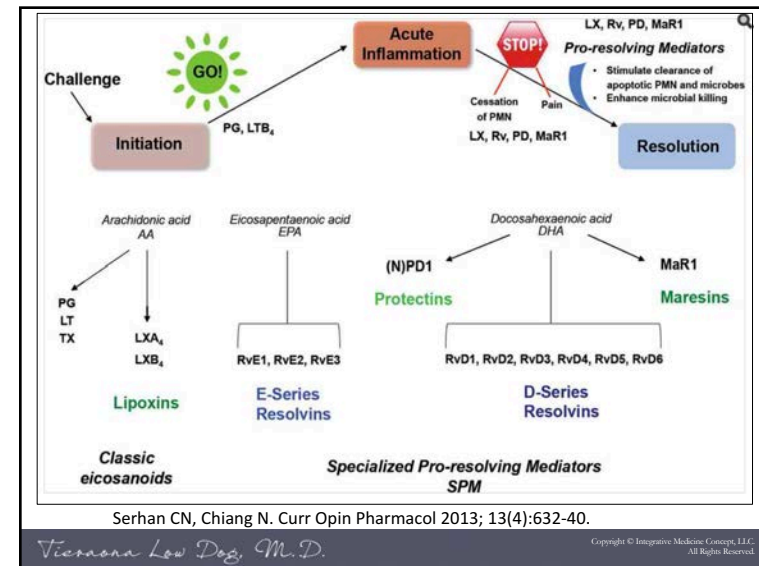 LX, Rv, PD, MaR1
Acute
Inflammation
STOP!
Pro-resolving Mediators
GO!
• Stimulate clearance of
apoptotic PMN and microbes
• Enhance microbial killing
Challenge
Cessation
of PMN
Pain
PG, LTB4
LX, Rv, PD, MaR1
Initiation
Resolution
Arachidonic acid
AA
Eicosapentaenoic acid
EPA
Docosahexaenoic acid
DHA
(N)PD1
MaR1
Protectins
Maresins
PG
LT
TX
LXA4
LXB4
RvE1, RvE2, RvE3
RvD1, RvD2, RvD3, RvD4, RvD5, RvD6
Lipoxins
E-Series
Resolvins
D-Series
Resolvins
Classic
eicosanoids
Specialized Pro-resolving Mediators
SPM
Serhan CN, Chiang N. Curr Opin Pharmacol 2013; 13(4):632-40.
Tieraona Low Dog, M.D.
Copyright © Integrative Medicine Concept, LLC.
All Rights Reserved.